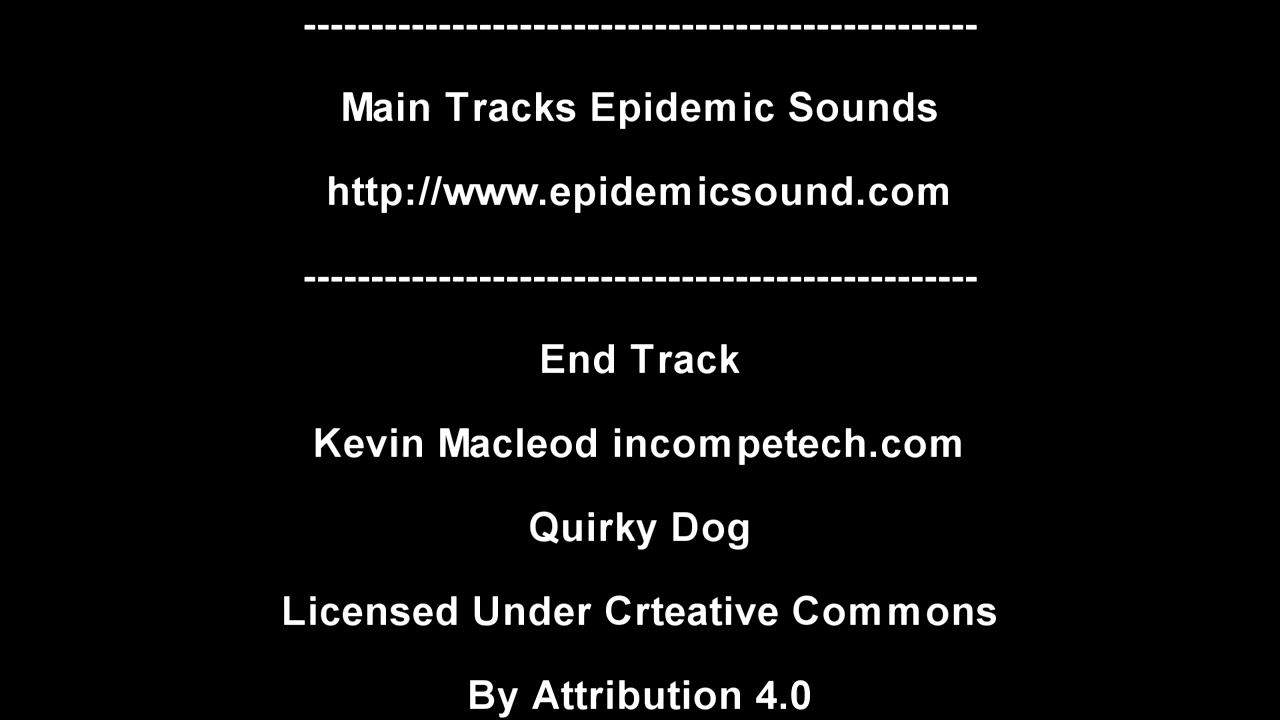 --------------------------------------------------
Main Tracks Epidemic Sounds
http://www.epidemicsound.com
--------------------------------------------------
End Track
Kevin Macleod incompetech.com
Quirky Dog
Licensed Under Crteative Commons
By Attribution 4.0